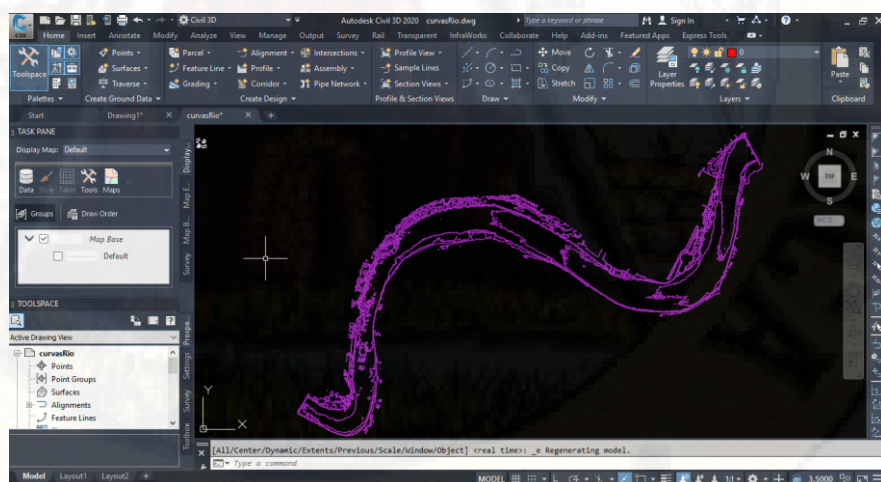 Civil 3D
Autodesk Civil 3D 2020 curvasRio.dwg
Type a keyword or phrase
Sign In
C3D
Home Insert Annotate Modify Analyze View Manage Output Survey Rail Transparent InfraWorks Collaborate Help Add-ins Featured Apps Express Tools
Toolspace
Points
Surfaces
Traverse
Parcel
Feature Line
Grading
Alignment
Profile
Corridor
Intersections
Assembly
Pipe Network
Profile View
Sample Lines
Section Views
Move
Copy
Stretch
Layer
Properties
0
Paste
Palettes Create Ground Data Create Design Profile & Section Views Draw Modify Layers Clipboard
Start Drawing1* curvasRio*
TASK PANE
Display Map: Default
Data Style Table Tools Maps
Groups Draw Order
Map Base
Default
Display...
Map E...
Map B...
Survey
TOOLSPACE
Active Drawing View
curvasRio
Points
Point Groups
Surfaces
Alignments
Feature Lines
Prospe...
Settings
Survey
Toolbox
N
W TOP E
S
WCS
Y
X
[All/Center/Dynamic/Extents/Previous/Scale/Window/Object] <real time>: _e Regenerating model.
Type a command
Model Layout1 Layout2 +
MODEL 1:1 3.5000